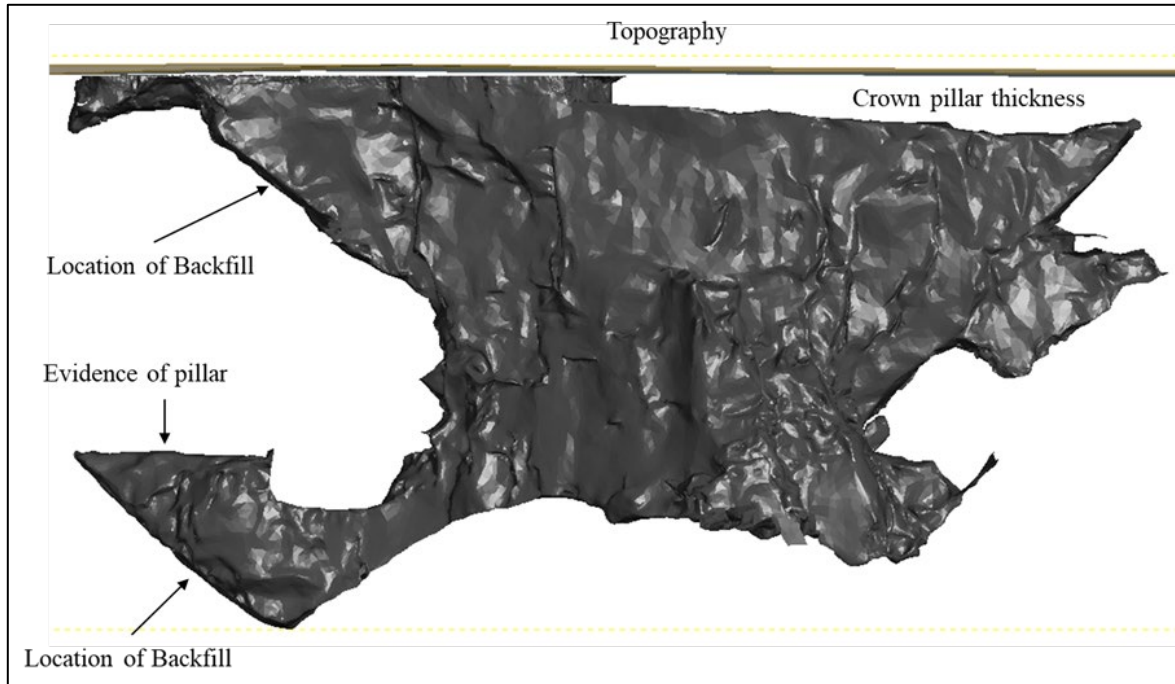 Topography
Crown pillar thickness
Location of Backfill
Evidence of pillar
Location of Backfill